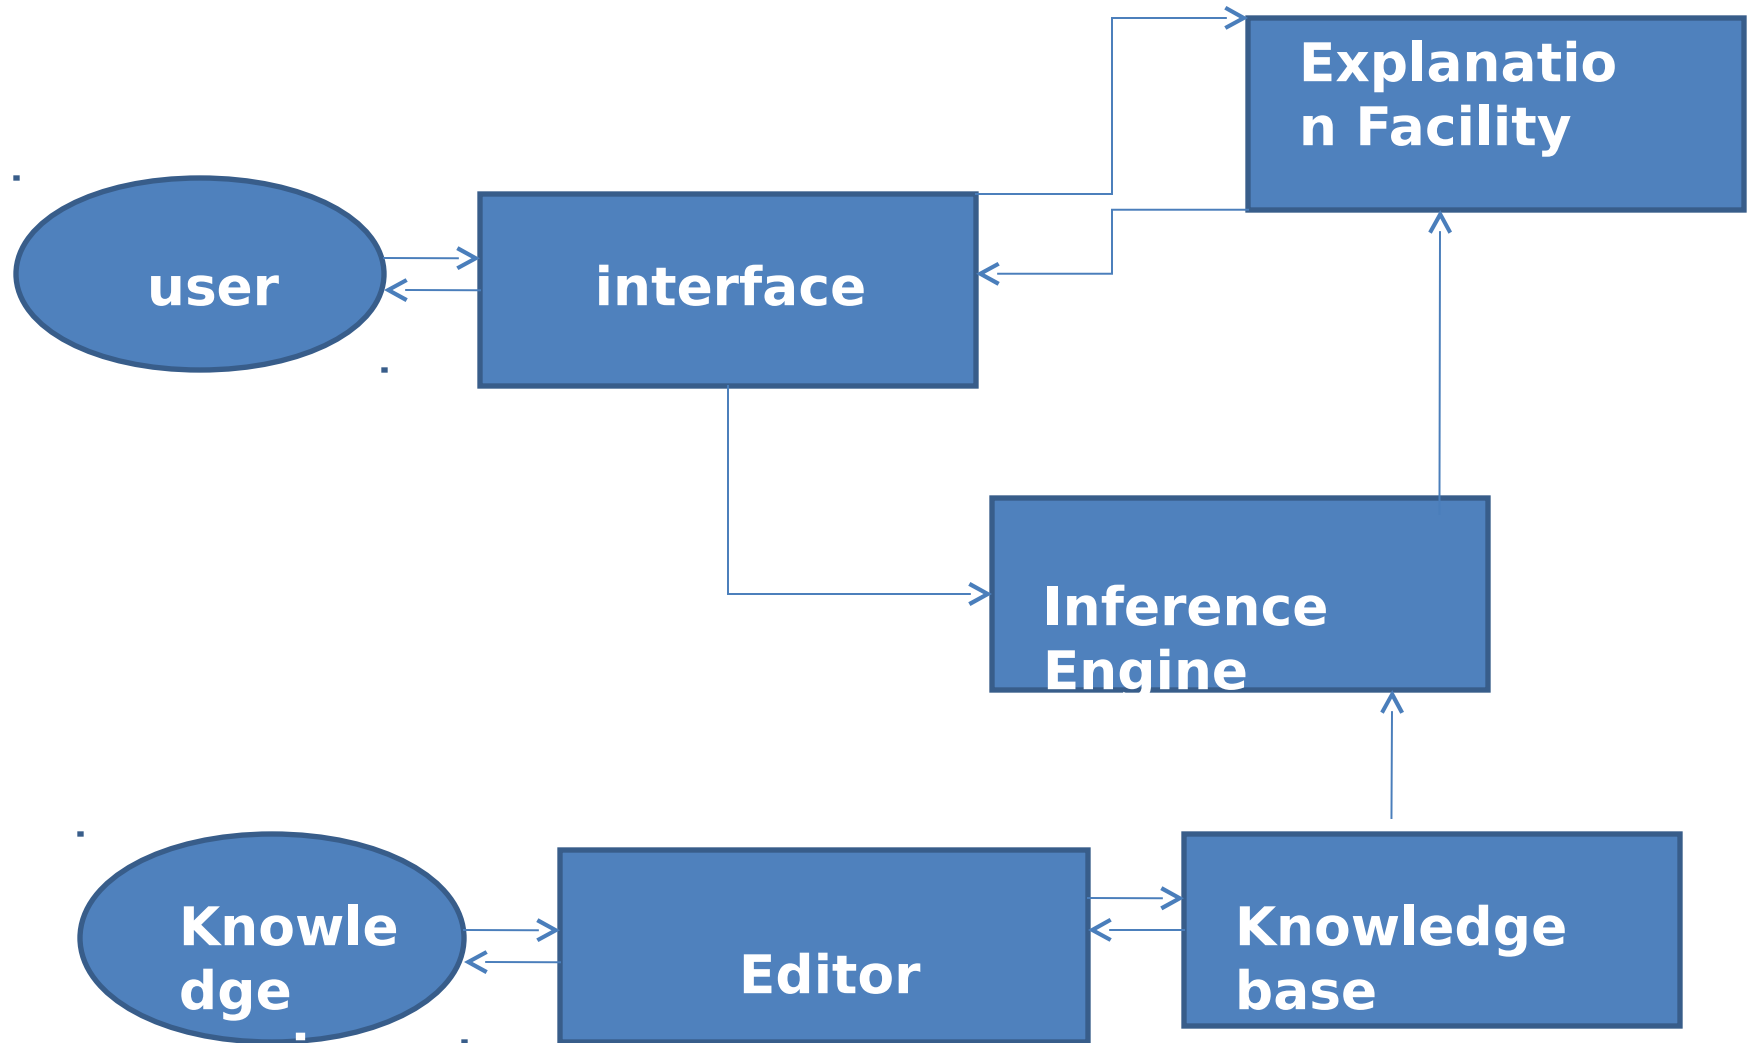 Explanatio
n Facility
user
interface
Inference
Engine
Knowle
dge
Editor
Knowledge
base